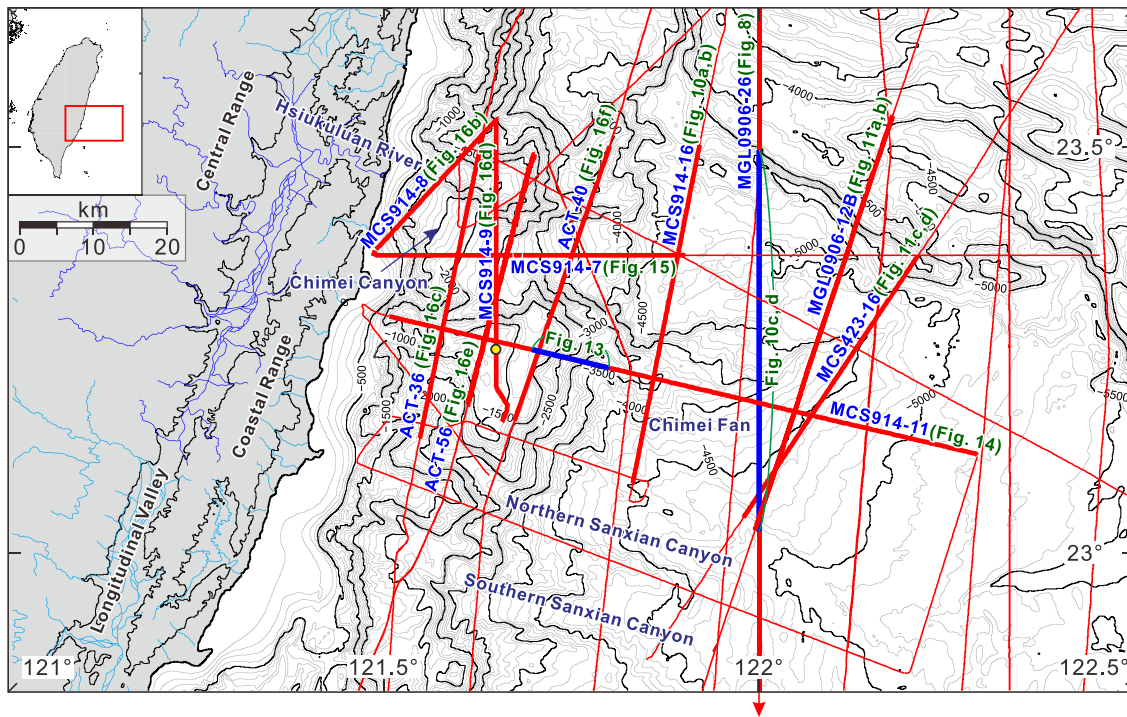 km
0 10 20
Central Range
Hsiukuluan River
Chimei Canyon
Coastal Range
Longitudinal Valley
MCS914-8(Fig. 16b)
MCS914-9(Fig. 16d)
ACT-40(Fig. 16f)
MCS914-16(Fig. 10a,b)
MGL0906-26(Fig. 8)
MGL0906-12B(Fig. 11a,b)
MCS423-16(Fig. 11c,d)
MCS914-7(Fig. 15)
ACT-36 (Fig. 16c)
ACT-56 (Fig. 16e)
Fig. 13
Fig. 10c,d
MCS914-11(Fig. 14)
Chimei Fan
Northern Sanxian Canyon
Southern Sanxian Canyon
-1000
-4000
-4500
-4000
-5000
-5000
-4500
-3000
-3500
-4000
-1000
-500
-1500
-2000
-1500
-2500
-4500
-5000
-5500
23.5°
23°
121°
121.5°
122°
122.5°